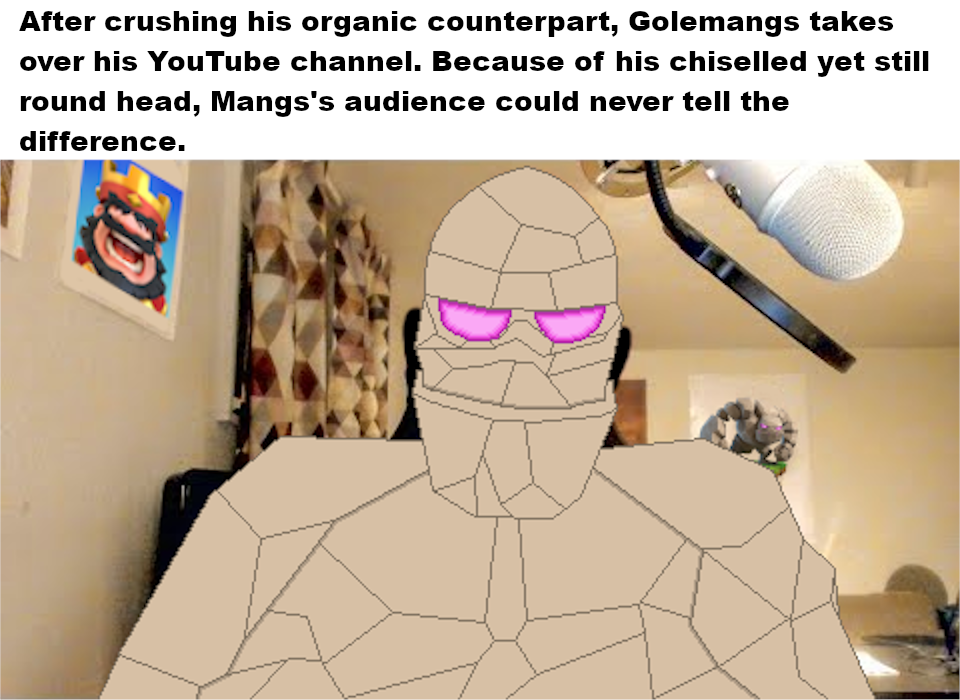 After crushing his organic counterpart, Golemangs takes
over his YouTube channel. Because of his chiselled yet still
round head, Mangs's audience could never tell the
difference.